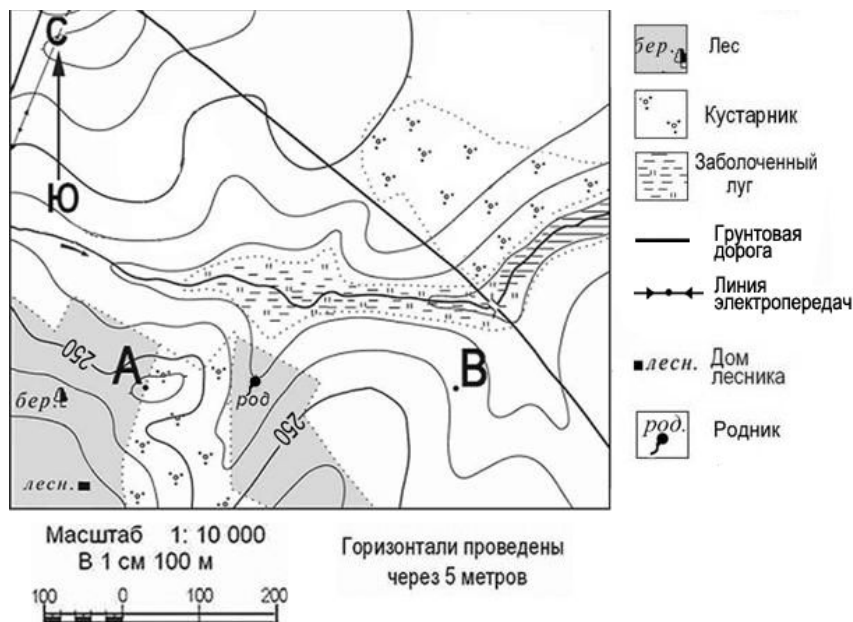 С
Ю
250
А
бер.
род
В
250
лесн.
бер.
Лес
Кустарник
Заболоченный
луг
Грунтовая
дорога
Линия
электропередач
лесн.
Дом
лесника
род.
Родник
Масштаб 1: 10 000
В 1 см 100 м
100 0 100 200
Горизонтали проведены
через 5 метров